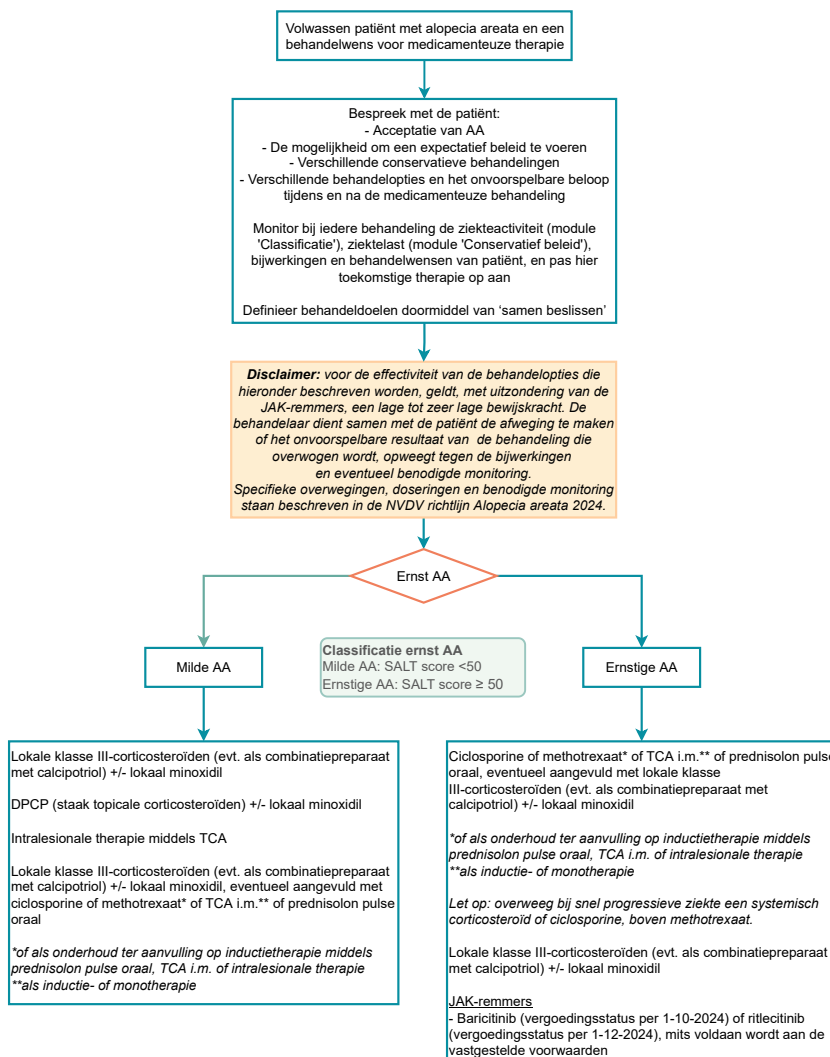 Volwassen patiënt met alopecia areata en een
behandelwens voor medicamenteuze therapie
Bespreek met de patiënt:
- Acceptatie van AA
- De mogelijkheid om een expectatief beleid te voeren
- Verschillende conservatieve behandelingen
- Verschillende behandelopties en het onvoorspelbare beloop
tijdens en na de medicamenteuze behandeling
Monitor bij iedere behandeling de ziekteactiviteit (module
'Classificatie'), ziektelast (module 'Conservatief beleid'),
bijwerkingen en behandelwensen van patiënt, en pas hier
toekomstige therapie op aan
Definieer behandeldoelen doormiddel van ‘samen beslissen’
Disclaimer: voor de effectiviteit van de behandelopties die
hieronder beschreven worden, geldt, met uitzondering van de
JAK-remmers, een lage tot zeer lage bewijskracht. De
behandelaar dient samen met de patiënt de afweging te maken
of het onvoorspelbare resultaat van de behandeling die
overwogen wordt, opweegt tegen de bijwerkingen
en eventueel benodigde monitoring.
Specifieke overwegingen, doseringen en benodigde monitoring
staan beschreven in de NVDV richtlijn Alopecia areata 2024.
Ernst AA
Milde AA
Classificatie ernst AA
Milde AA: SALT score <50
Ernstige AA: SALT score ≥ 50
Ernstige AA
Lokale klasse III-corticosteroïden (evt. als combinatiepreparaat
met calcipotriol) +/- lokaal minoxidil
DPCP (staak topicale corticosteroïden) +/- lokaal minoxidil
Intralesionale therapie middels TCA
Lokale klasse III-corticosteroïden (evt. als combinatiepreparaat
met calcipotriol) +/- lokaal minoxidil, eventueel aangevuld met
ciclosporine of methotrexaat* of TCA i.m.** of prednisolon pulse
oraal
*of als onderhoud ter aanvulling op inductietherapie middels
prednisolon pulse oraal, TCA i.m. of intralesionale therapie
**als inductie- of monotherapie
Ciclosporine of methotrexaat* of TCA i.m.** of prednisolon pulse
oraal, eventueel aangevuld met lokale klasse
III-corticosteroïden (evt. als combinatiepreparaat met
calcipotriol) +/- lokaal minoxidil
*of als onderhoud ter aanvulling op inductietherapie middels
prednisolon pulse oraal, TCA i.m. of intralesionale therapie
**als inductie- of monotherapie
Let op: overweeg bij snel progressieve ziekte een systemisch
corticosteroïd of ciclosporine, boven methotrexaat.
Lokale klasse III-corticosteroïden (evt. als combinatiepreparaat
met calcipotriol) +/- lokaal minoxidil
JAK-remmers
- Baricitinib (vergoedingsstatus per 1-10-2024) of ritlecitinib
(vergoedingsstatus per 1-12-2024), mits voldaan wordt aan de
vastgestelde voorwaarden